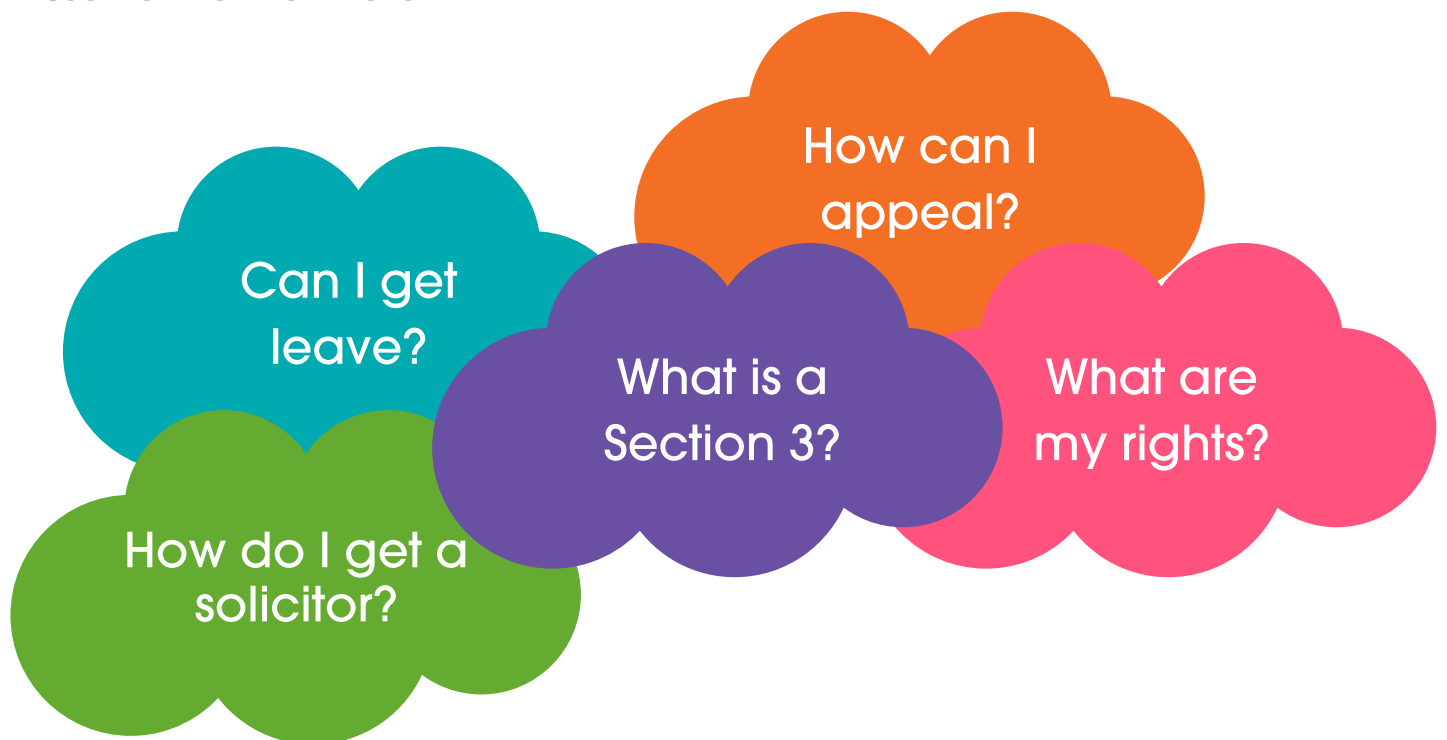 How can I
appeal?
Can I get
leave?
What is a
Section 3?
What are
my rights?
How do I get a
solicitor?